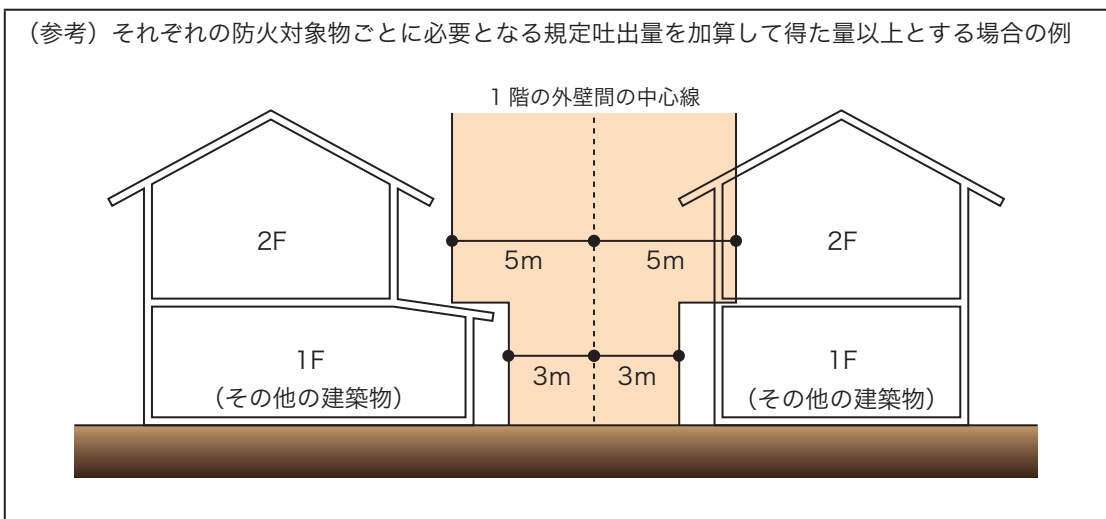 （参考）それぞれの防火対象物ごとに必要となる規定吐出量を加算して得た量以上とする場合の例
1 階の外壁間の中心線
2F
5m
5m
2F
1F
（その他の建築物）
3m
3m
1F
（その他の建築物）